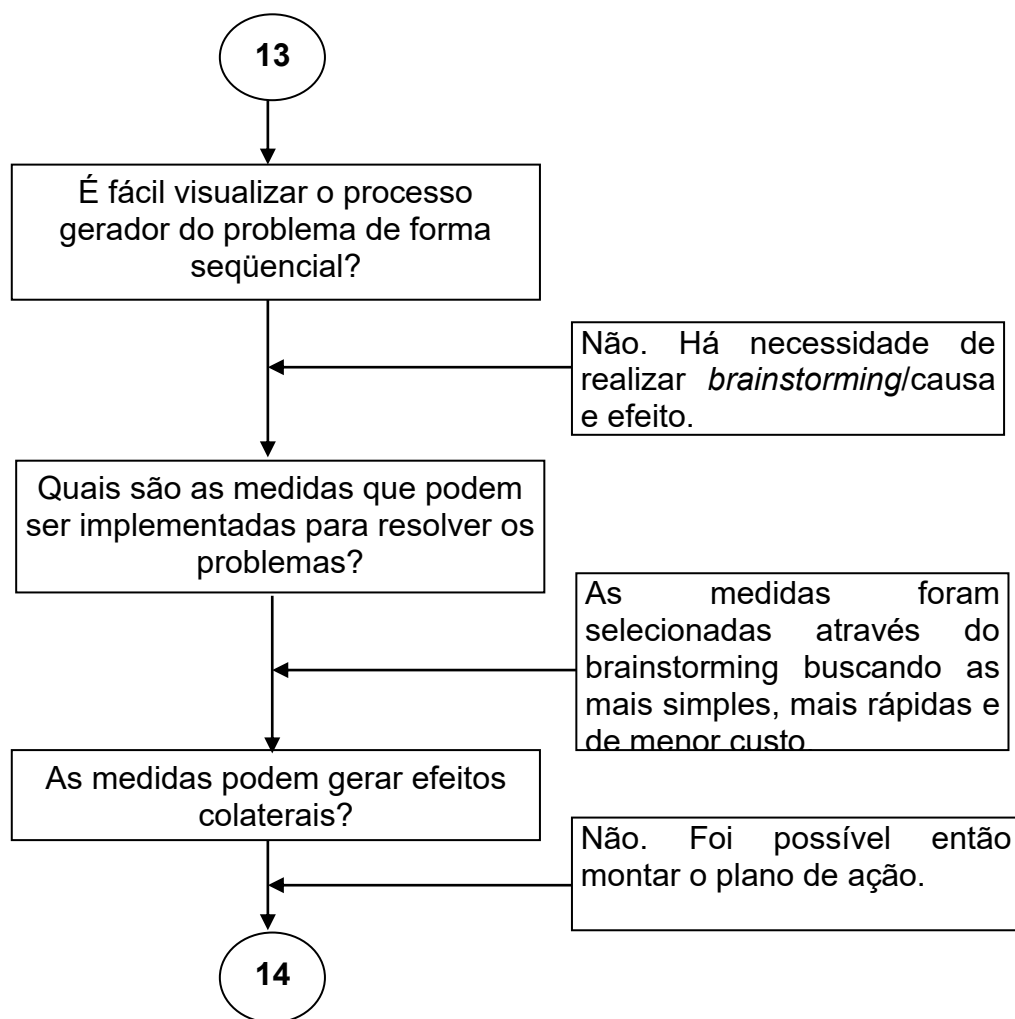 13
É fácil visualizar o processo
gerador do problema de forma
seqüencial?
Não. Há necessidade de
realizar brainstorming/causa
e efeito.
Quais são as medidas que podem
ser implementadas para resolver os
problemas?
As medidas foram
selecionadas através do
brainstorming buscando as
mais simples, mais rápidas e
de menor custo
As medidas podem gerar efeitos
colaterais?
Não. Foi possível então
montar o plano de ação.
14